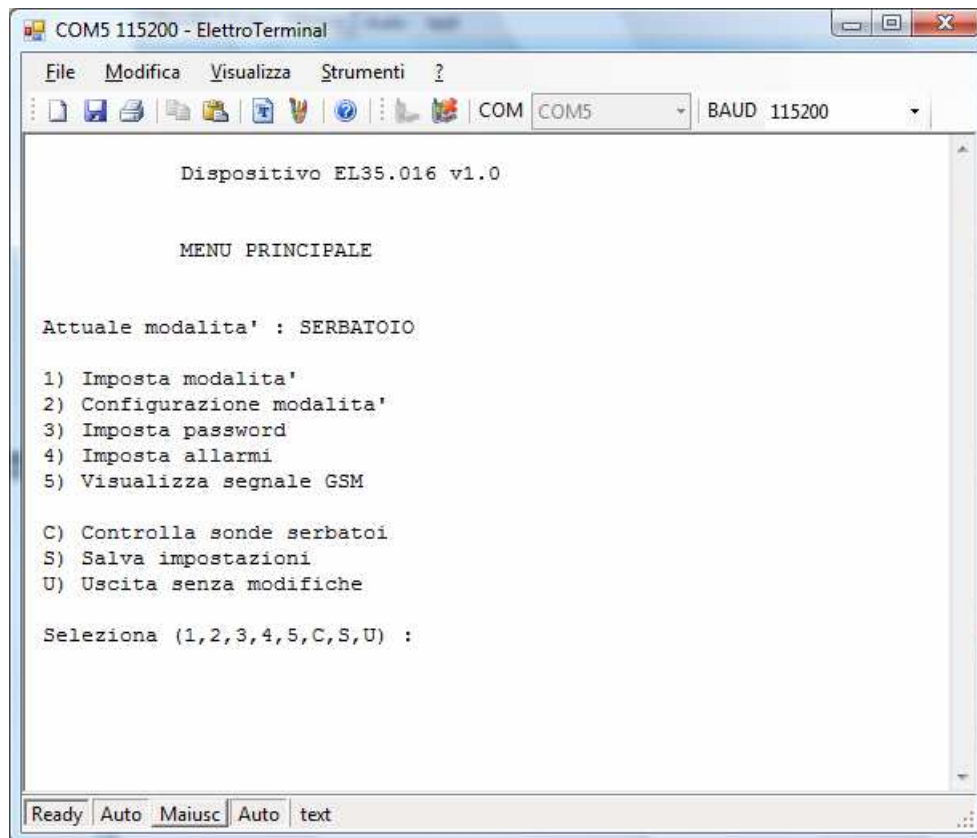 COM5 115200 - ElettroTerminal
File Modifica Visualizza Strumenti ?
COM COM5 BAUD 115200
Dispositivo EL35.016 v1.0
MENU PRINCIPALE
Attuale modalita' : SERBATOIO
1) Imposta modalita'
2) Configurazione modalita'
3) Imposta password
4) Imposta allarmi
5) Visualizza segnale GSM
C) Controlla sonde serbatoi
S) Salva impostazioni
U) Uscita senza modifiche
Seleziona (1,2,3,4,5,C,S,U) :
Ready Auto Maiusc Auto text